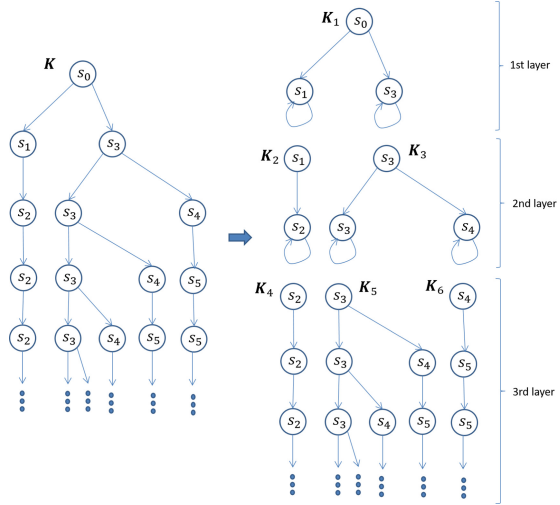 K
s₀
s₁ s₃
s₂ s₃ s₄
s₂ s₃ s₄ s₅
s₂ s₃ s₄ s₅ s₅
K₁ s₀
s₁ s₃
1st layer
K₂ s₁ s₃ K₃
s₂ s₃ s₄
2nd layer
K₄ s₂ s₃ K₅ K₆ s₄
s₂ s₃ s₄ s₅
s₂ s₃ s₄ s₅ s₅
3rd layer